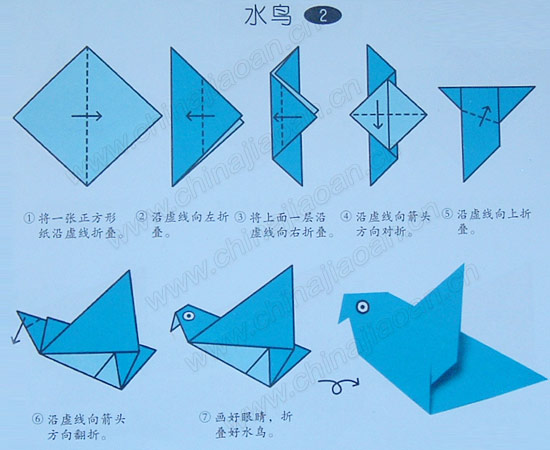 水鸟 2
①将一张正方形
纸沿虚线折叠。
②沿虚线向左折
叠。
③将上面一层沿
虚线向右折叠。
④沿虚线向箭头
方向对折。
⑤沿虚线向上折
叠。
⑥沿虚线向箭头
方向翻折。
⑦画好眼睛，折
叠好水鸟。
www.chinajiaoan.cn
www.chinajiaoan.cn